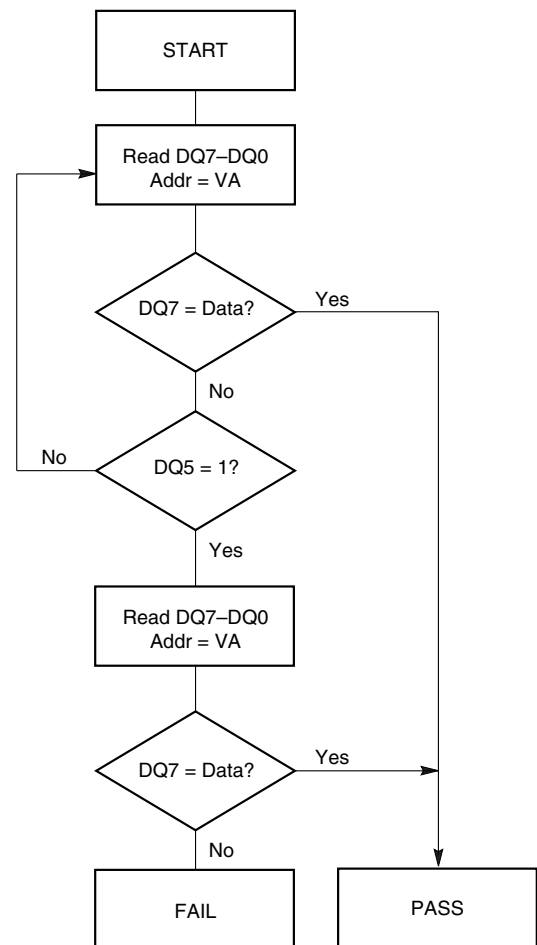 START
Read DQ7–DQ0
Addr = VA
DQ7 = Data?
Yes
No
DQ5 = 1?
No
Yes
Read DQ7–DQ0
Addr = VA
DQ7 = Data?
Yes
No
FAIL
PASS